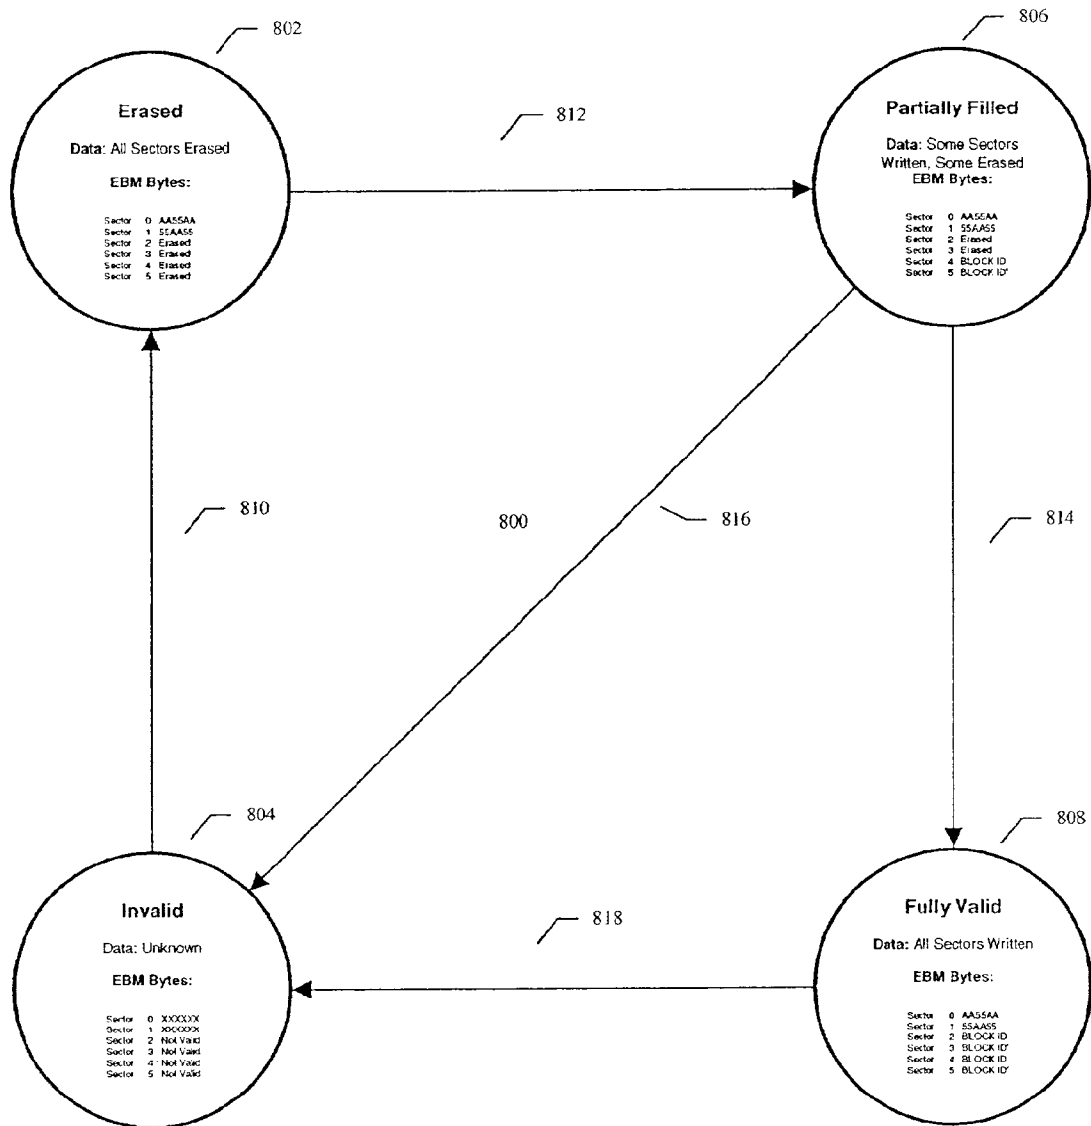 802
Erased
Data: All Sectors Erased
EBM Bytes:
Sector 0 AA55AA
Sector 1 55AA55
Sector 2 Erased
Sector 3 Erased
Sector 4 Erased
Sector 5 Erased
812
806
Partially Filled
Data: Some Sectors
Written, Some Erased
EBM Bytes:
Sector 0 AA55AA
Sector 1 55AA55
Sector 2 Erased
Sector 3 Erased
Sector 4 BLOCK ID
Sector 5 BLOCK ID'
810
800
816
814
804
Invalid
Data: Unknown
EBM Bytes:
Sector 0 XXXXXX
Sector 1 XXXXXX
Sector 2 Not Valid
Sector 3 Not Valid
Sector 4 Not Valid
Sector 5 Not Valid
818
808
Fully Valid
Data: All Sectors Written
EBM Bytes:
Sector 0 AA55AA
Sector 1 55AA55
Sector 2 BLOCK ID
Sector 3 BLOCK ID'
Sector 4 BLOCK ID
Sector 5 BLOCK ID'